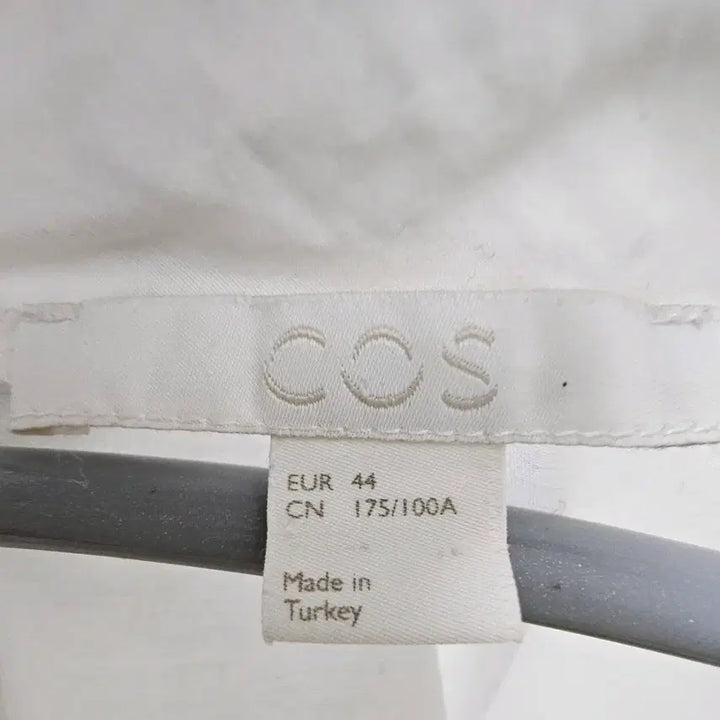 COS
EUR 44
CN 175/100A
Made in
Turkey